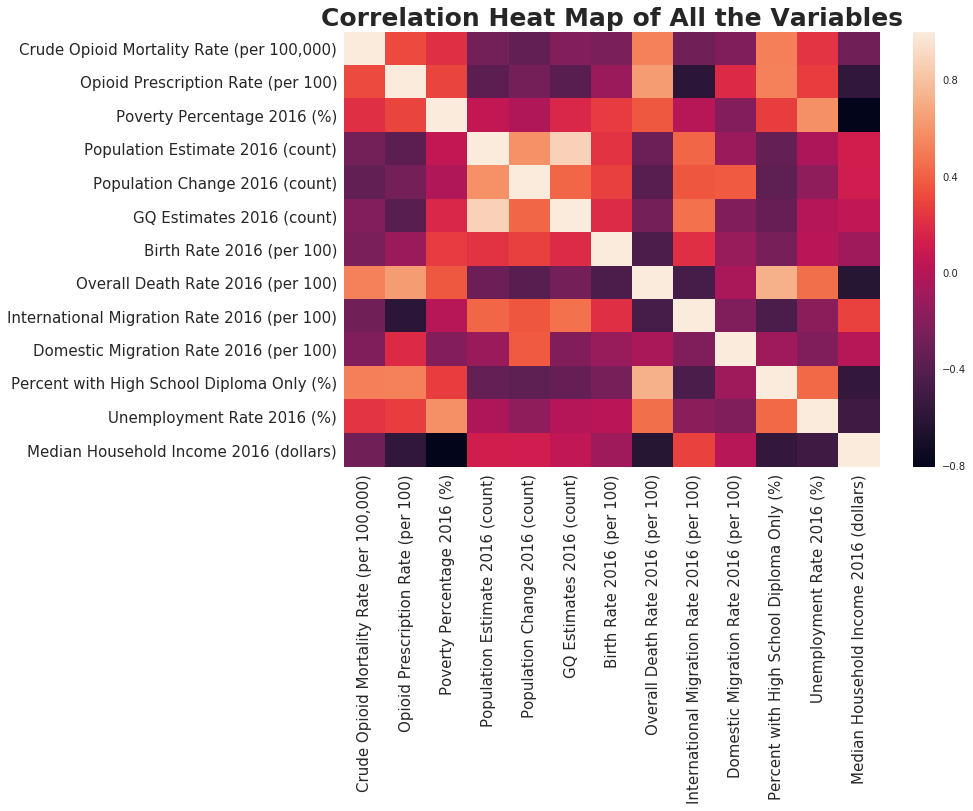 Correlation Heat Map of All the Variables
Crude Opioid Mortality Rate (per 100,000)
Opioid Prescription Rate (per 100)
Poverty Percentage 2016 (%)
Population Estimate 2016 (count)
Population Change 2016 (count)
GQ Estimates 2016 (count)
Birth Rate 2016 (per 100)
Overall Death Rate 2016 (per 100)
International Migration Rate 2016 (per 100)
Domestic Migration Rate 2016 (per 100)
Percent with High School Diploma Only (%)
Unemployment Rate 2016 (%)
Median Household Income 2016 (dollars)
0.8
0.4
0.0
−0.4
−0.8
Crude Opioid Mortality Rate (per 100,000)
Opioid Prescription Rate (per 100)
Poverty Percentage 2016 (%)
Population Estimate 2016 (count)
Population Change 2016 (count)
GQ Estimates 2016 (count)
Birth Rate 2016 (per 100)
Overall Death Rate 2016 (per 100)
International Migration Rate 2016 (per 100)
Domestic Migration Rate 2016 (per 100)
Percent with High School Diploma Only (%)
Unemployment Rate 2016 (%)
Median Household Income 2016 (dollars)